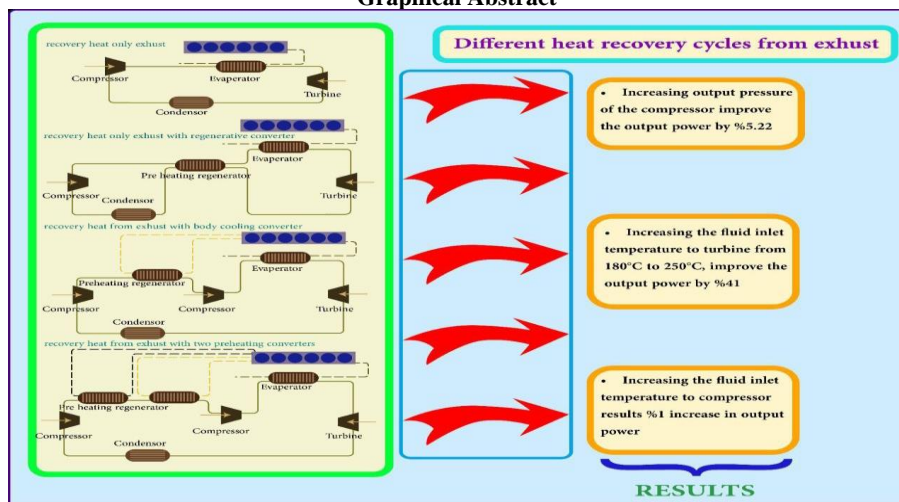 Graphical Abstract
recovery heat only exhust
Compressor
Evaporator
Turbine
Condensor
recovery heat only exhust with regenerative converter
Evaporator
Pre heating regenerator
Compressor
Turbine
Condensor
recovery heat from exhust with body cooling converter
Evaporator
Preheating regenerator
Compressor
Compressor
Turbine
Condensor
recovery heat from exhust with two preheating converters
Evaporator
Pre heating regenerator
Compressor
Compressor
Turbine
Condensor
Different heat recovery cycles from exhust
• Increasing output pressure
of the compressor improve
the output power by %5.22
• Increasing the fluid inlet
temperature to turbine from
180°C to 250°C, improve the
output power by %41
• Increasing the fluid inlet
temperature to compressor
results %1 increase in output
power
RESULTS